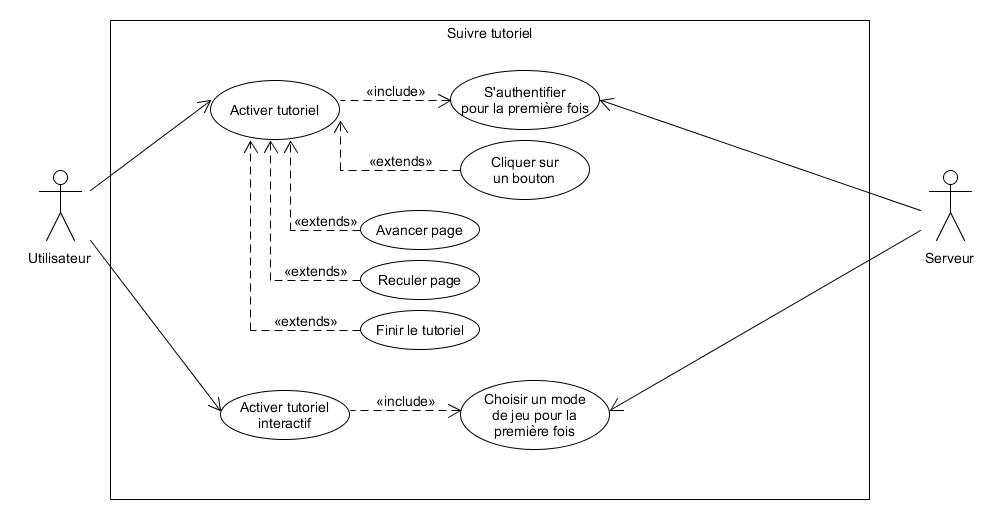 Suivre tutoriel
Activer tutoriel
«include»
S'authentifier
pour la première fois
«extends»
Cliquer sur
un bouton
«extends»
Avancer page
«extends»
Reculer page
«extends»
Finir le tutoriel
Utilisateur
Serveur
Activer tutoriel
interactif
«include»
Choisir un mode
de jeu pour la
première fois